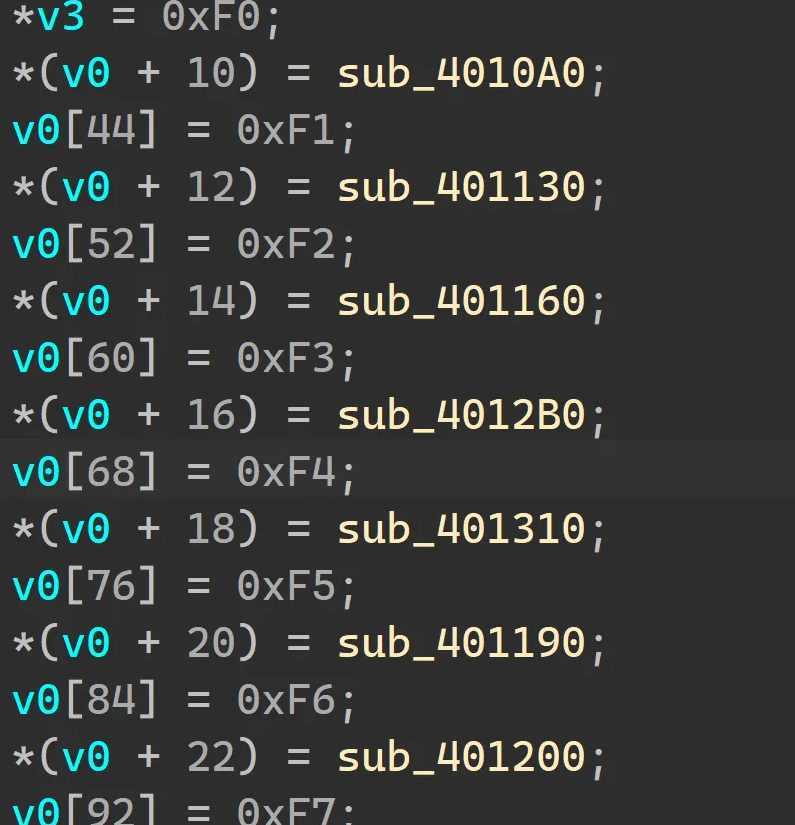 *v3 = 0xF0;
*(v0 + 10) = sub_4010A0;
v0[44] = 0xF1;
*(v0 + 12) = sub_401130;
v0[52] = 0xF2;
*(v0 + 14) = sub_401160;
v0[60] = 0xF3;
*(v0 + 16) = sub_4012B0;
v0[68] = 0xF4;
*(v0 + 18) = sub_401310;
v0[76] = 0xF5;
*(v0 + 20) = sub_401190;
v0[84] = 0xF6;
*(v0 + 22) = sub_401200;
v0[92] = 0xF7;